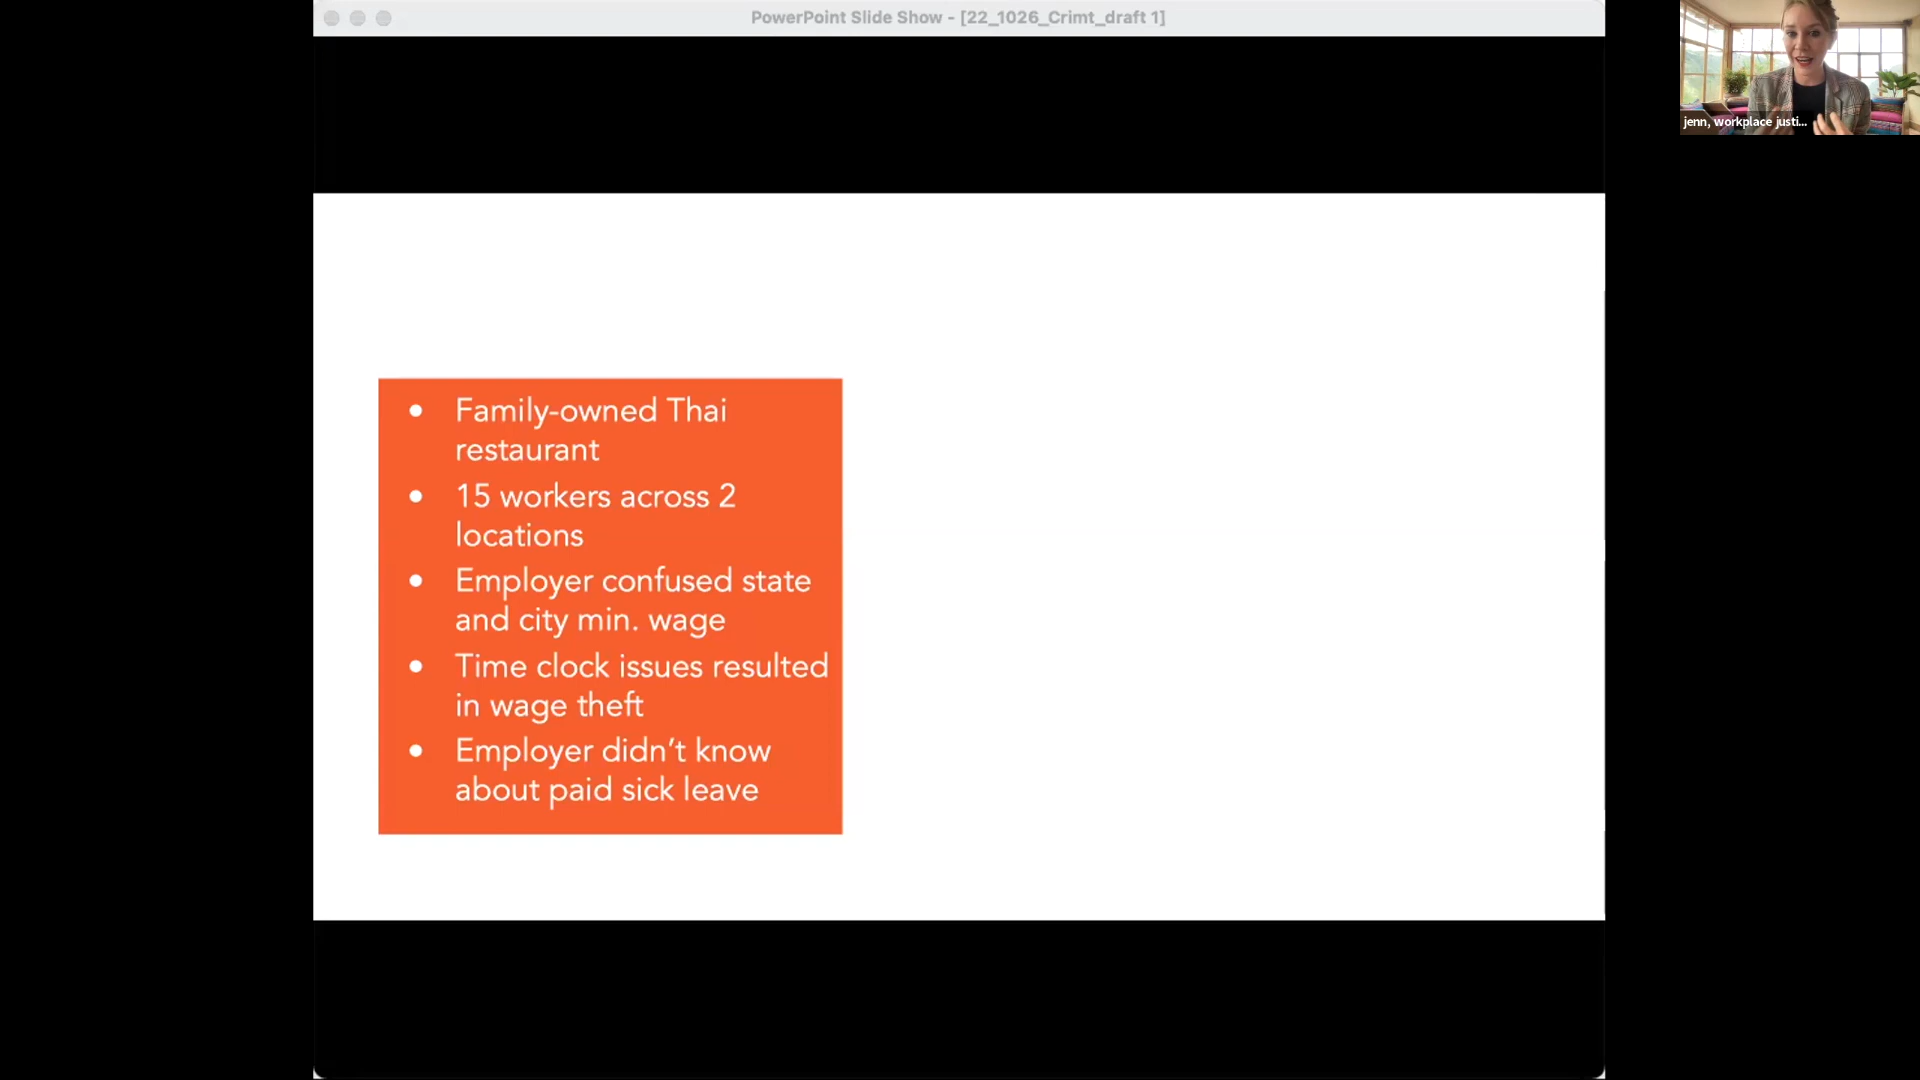 PowerPoint Slide Show - [22_1026_Crimt_draft 1]
jenn, workplace justi...
• Family-owned Thai
restaurant
• 15 workers across 2
locations
• Employer confused state
and city min. wage
• Time clock issues resulted
in wage theft
• Employer didn't know
about paid sick leave